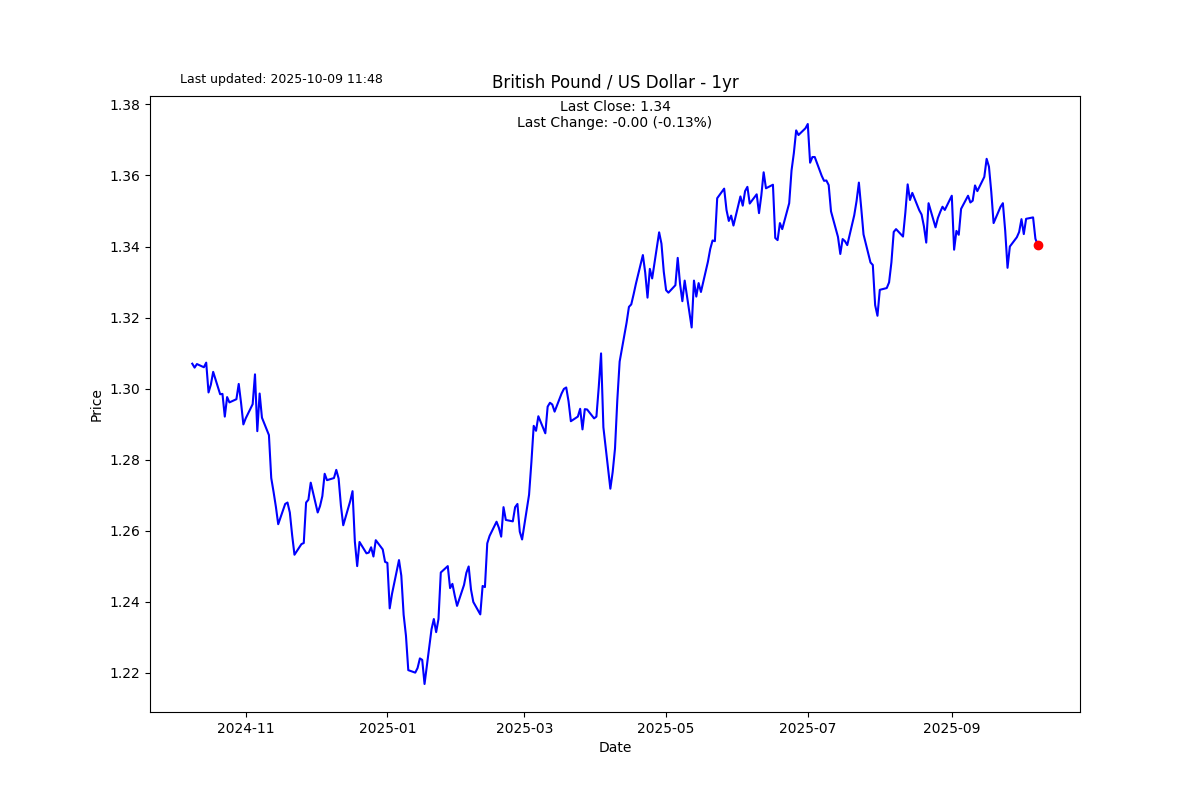 Last updated: 2025-10-09 11:48
British Pound / US Dollar - 1yr
Last Close: 1.34
Last Change: -0.00 (-0.13%)
Price
1.38
1.36
1.34
1.32
1.30
1.28
1.26
1.24
1.22
2024-11
2025-01
2025-03
2025-05
2025-07
2025-09
Date